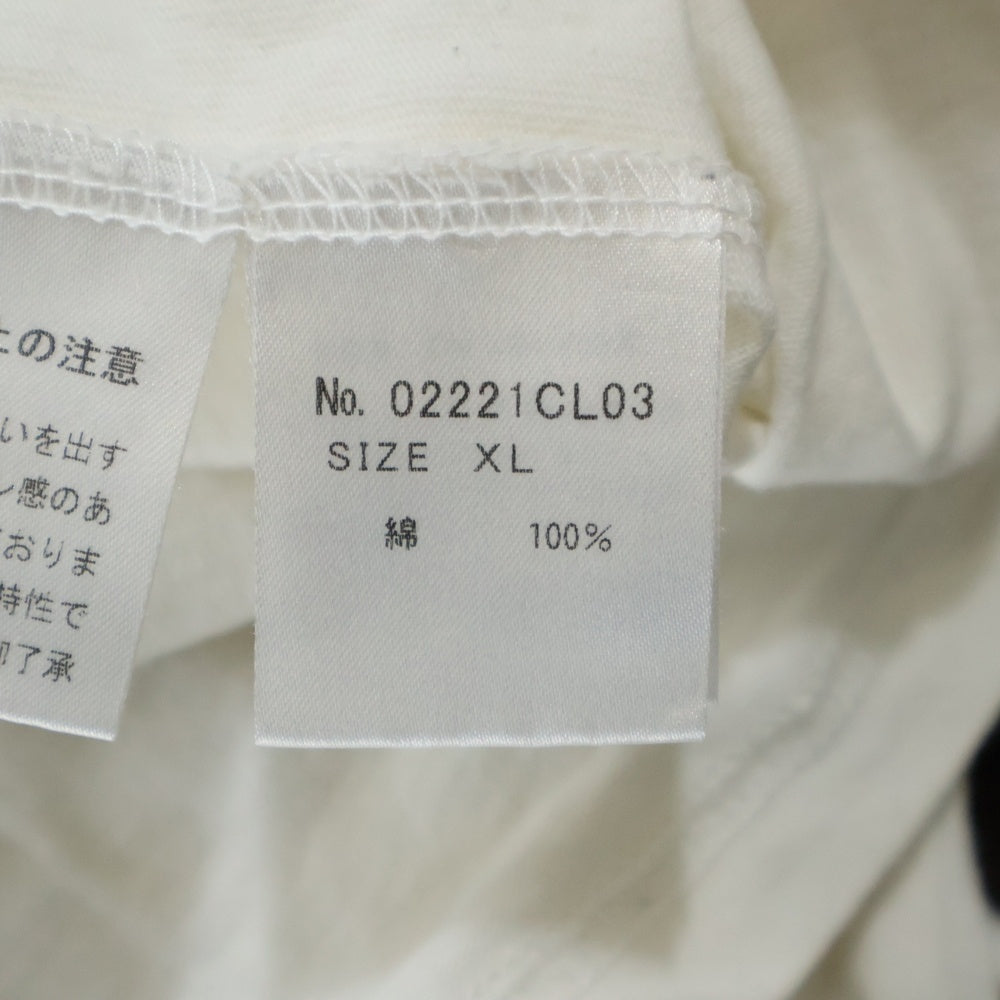 の注意
いを出す
ン感のあ
おりま
特性で
了承
No. 02221CL03
SIZE XL
綿 100%